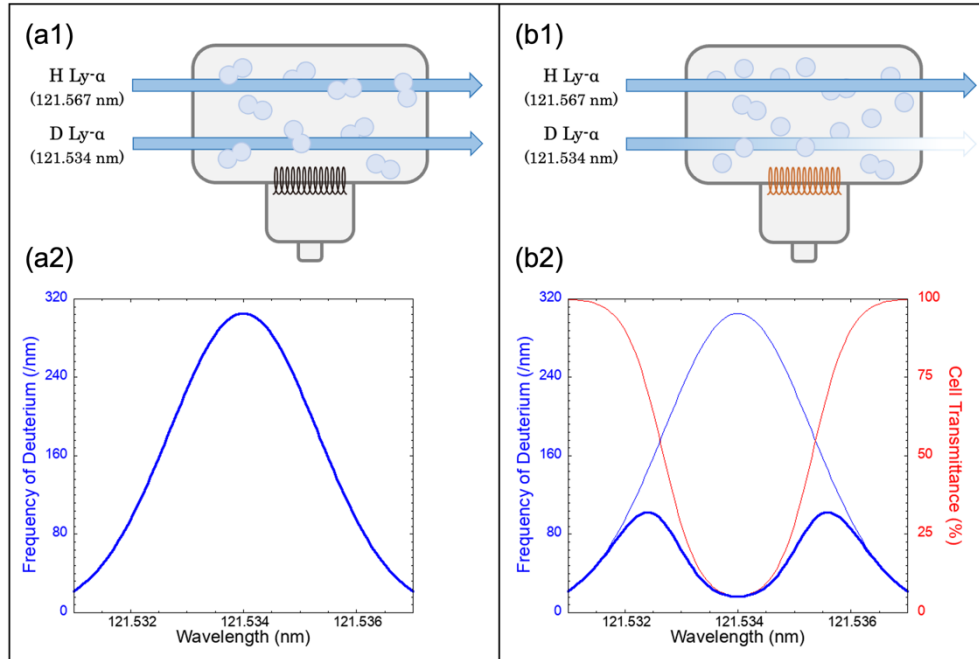 (a1)
H Ly-α
(121.567 nm)
D Ly-α
(121.534 nm)
(b1)
H Ly-α
(121.567 nm)
D Ly-α
(121.534 nm)
(a2)
Frequency of Deuterium (/nm)
320
240
160
80
0
121.532
121.534
121.536
Wavelength (nm)
(b2)
Frequency of Deuterium (/nm)
320
240
160
80
0
121.532
121.534
121.536
Wavelength (nm)
100
75
50
25
0
Cell Transmittance (%)